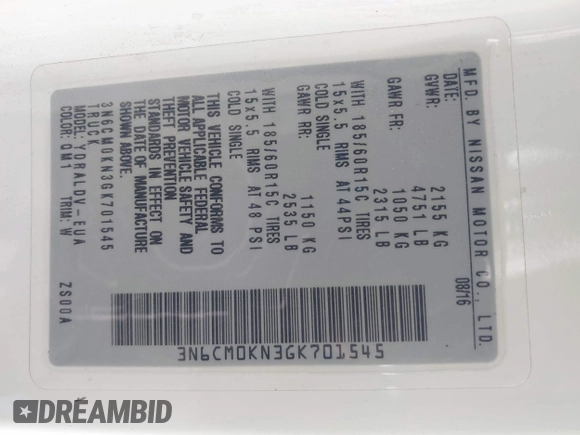 MFD. BY NISSAN MOTOR CO., LTD.
DATE: 08/16
GVWR: 2155 KG
4751 LB
GAWR FR: 1050 KG
2315 LB
WITH 185/60R15C TIRES
15x5.5 RIMS AT 44PSI
COLD SINGLE
GAWR RR: 1150 KG
2535 LB
WITH 185/60R15C TIRES
15x5.5 RIMS AT 48 PSI
COLD SINGLE
THIS VEHICLE CONFORMS TO
ALL APPLICABLE FEDERAL
MOTOR VEHICLE SAFETY AND
THEFT PREVENTION
STANDARDS IN EFFECT ON
THE DATE OF MANUFACTURE
SHOWN ABOVE.
3N6CM0KN3GK701545
TRUCK
MODEL: YDRALDV-EUA
COLOR: QM1 TRIM: W
ZS00A
3N6CM0KN3GK701545
DREAMBID